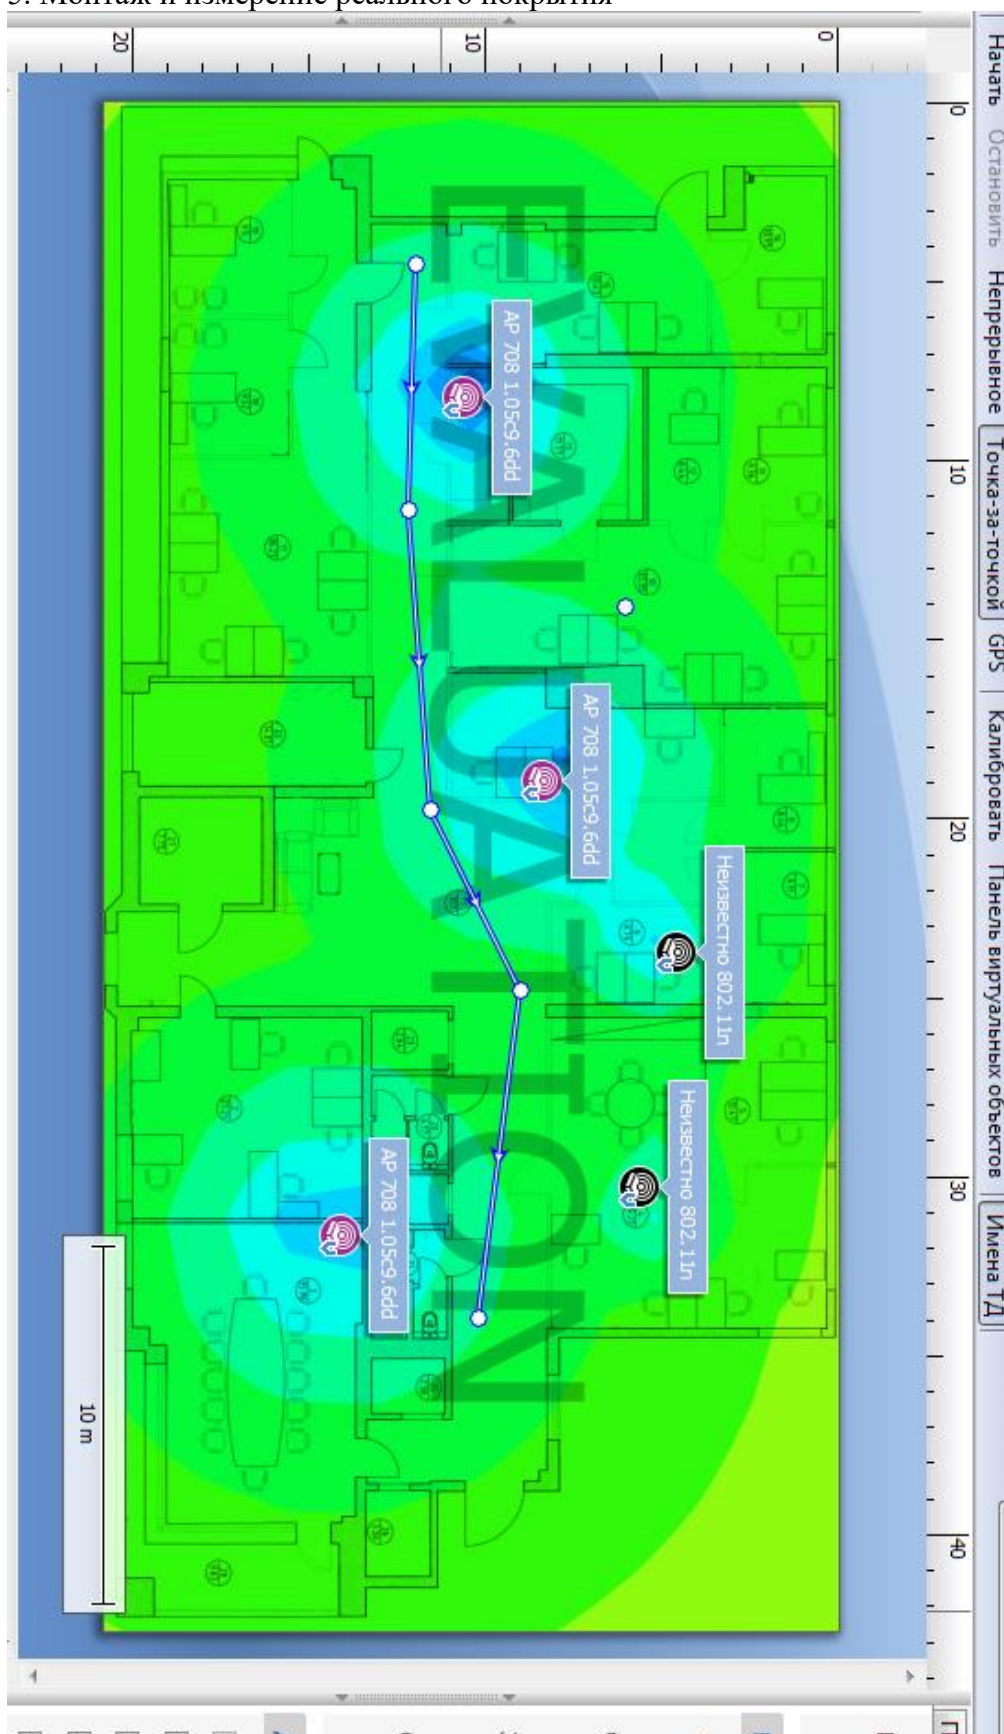 5. Монтаж и измерение реального покрытия
Начать Остановить Непрерывное Точка-за-точкой GPS Калибровать Панель виртуальных объектов Имена ТД
0 10 20 30 40
0
10
20
AP 708 1.05c9.6dd
AP 708 1.05c9.6dd
Неизвестно 802.11n
Неизвестно 802.11n
AP 708 1.05c9.6dd
EVALUATION
10 m